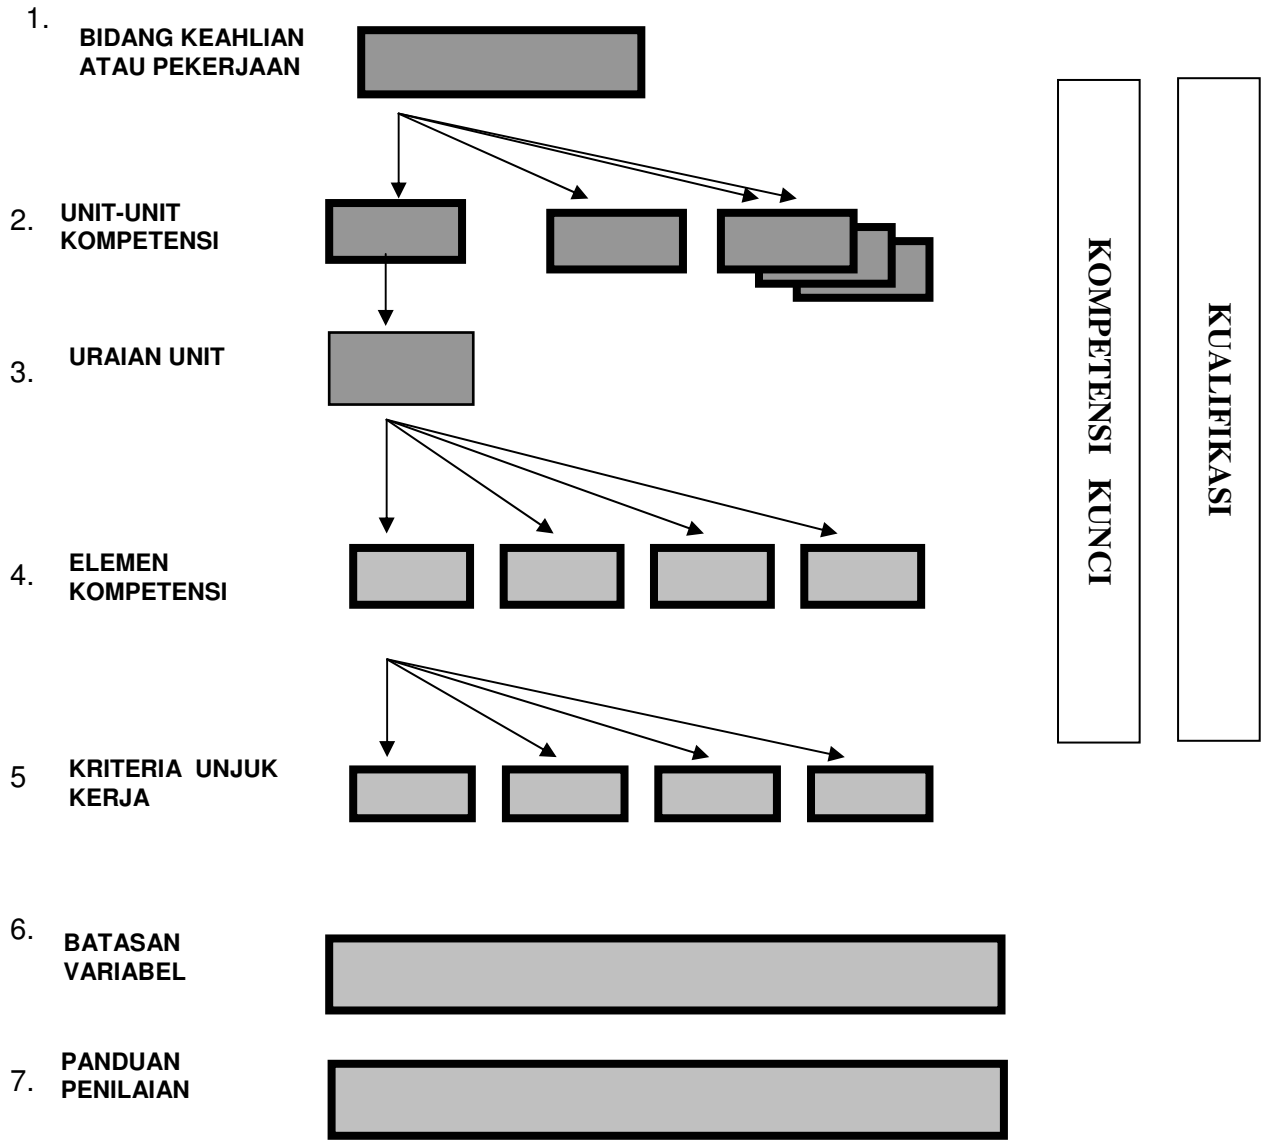 1.
BIDANG KEAHLIAN
ATAU PEKERJAAN
2.
UNIT-UNIT
KOMPETENSI
3.
URAIAN UNIT
4.
ELEMEN
KOMPETENSI
5
KRITERIA UNJUK
KERJA
6.
BATASAN
VARIABEL
7.
PANDUAN
PENILAIAN
KOMPETENSI KUNCI
KUALIFIKASI